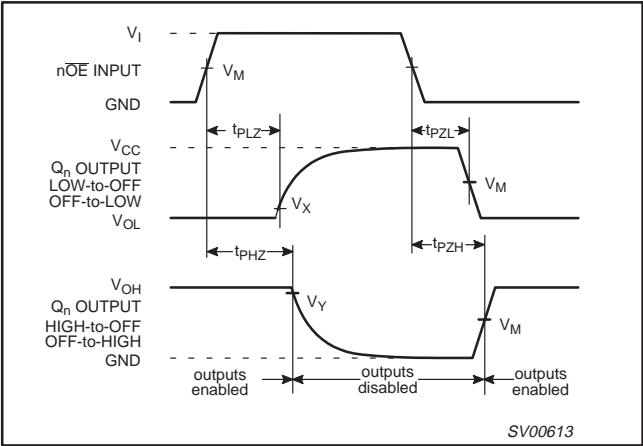 V_I
nO̅E̅ INPUT
V_M
GND
t_PLZ
t_PZL
V_CC
Q_n OUTPUT
LOW-to-OFF
OFF-to-LOW
V_M
V_X
V_OL
t_PHZ
t_PZH
V_OH
Q_n OUTPUT
V_Y
HIGH-to-OFF
OFF-to-HIGH
V_M
GND
outputs
enabled
outputs
disabled
outputs
enabled
SV00613